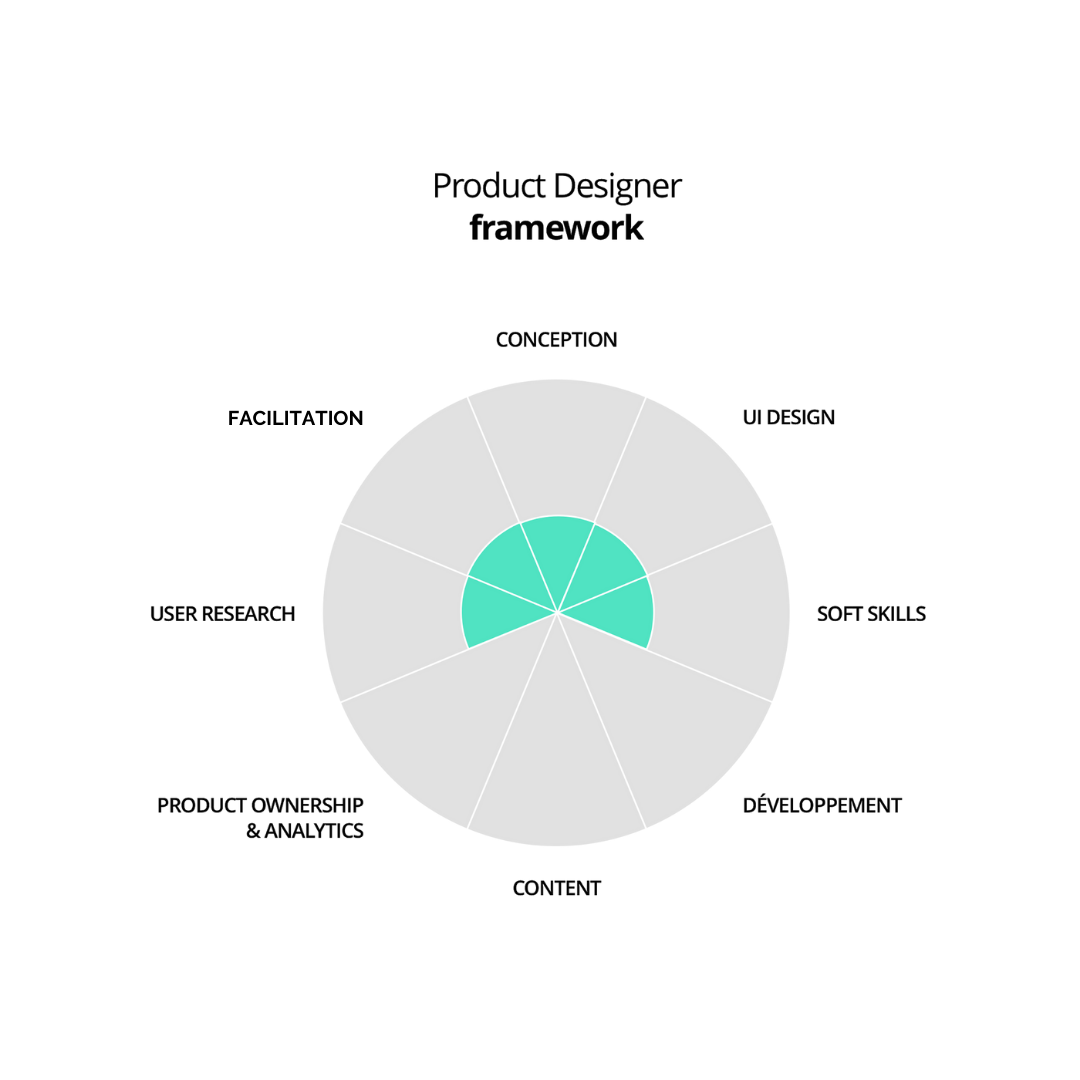 Product Designer
framework
CONCEPTION
FACILITATION
UI DESIGN
USER RESEARCH
SOFT SKILLS
PRODUCT OWNERSHIP
& ANALYTICS
DÉVELOPPEMENT
CONTENT